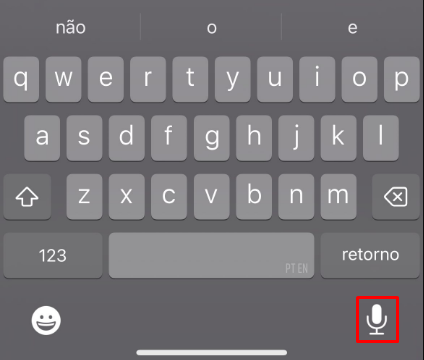 não o e
q w e r t y u i o p
a s d f g h j k l
z x c v b n m
123 PT EN retorno